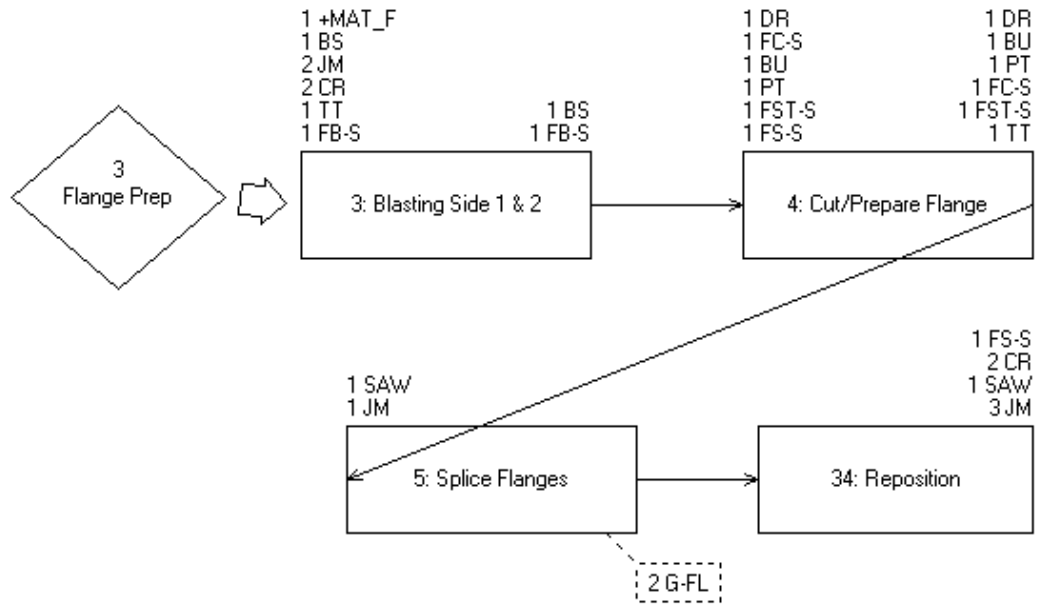 1 +MAT_F
1 BS
2 JM
2 CR
1 TT
1 FB-S
1 BS
1 FB-S
1 DR
1 FC-S
1 BU
1 PT
1 FST-S
1 FS-S
1 DR
1 BU
1 PT
1 FC-S
1 FST-S
1 TT
3
Flange Prep
3: Blasting Side 1 & 2
4: Cut/Prepare Flange
1 SAW
1 JM
1 FS-S
2 CR
1 SAW
3 JM
5: Splice Flanges
34: Reposition
2 G-FL